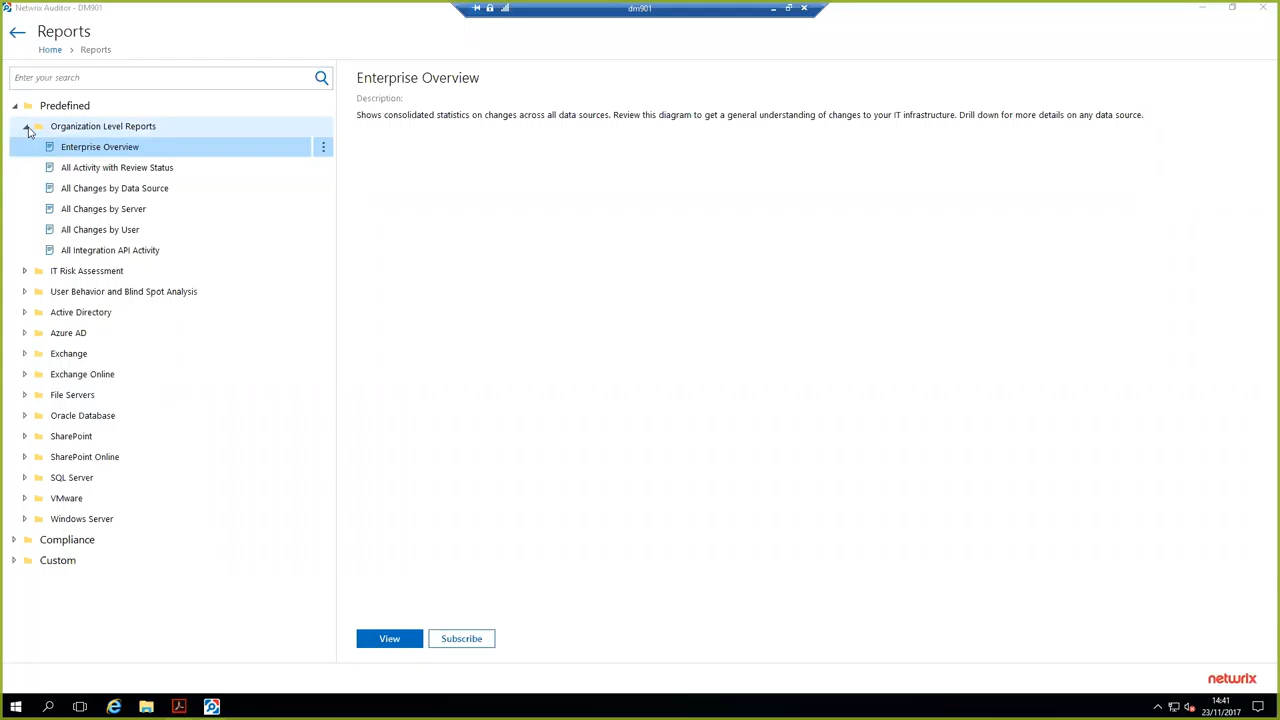 Netwrix Auditor - DM901
dm901
Reports
Home > Reports
Enter your search
Predefined
Organization Level Reports
Enterprise Overview
All Activity with Review Status
All Changes by Data Source
All Changes by Server
All Changes by User
All Integration API Activity
IT Risk Assessment
User Behavior and Blind Spot Analysis
Active Directory
Azure AD
Exchange
Exchange Online
File Servers
Oracle Database
SharePoint
SharePoint Online
SQL Server
VMware
Windows Server
Compliance
Custom
Enterprise Overview
Description:
Shows consolidated statistics on changes across all data sources. Review this diagram to get a general understanding of changes to your IT infrastructure. Drill down for more details on any data source.
View Subscribe
netwrix
14:41
23/11/2017